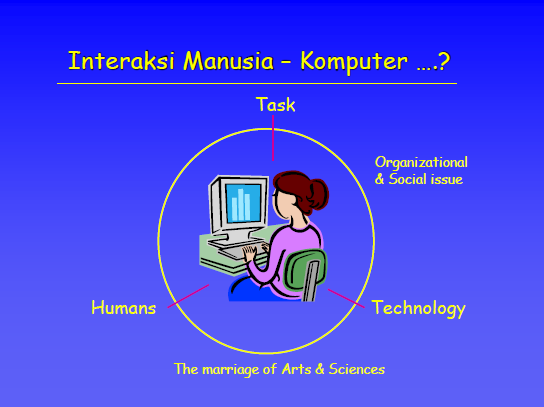 Interaksi Manusia – Komputer ….?
Task
Organizational
& Social issue
Humans
Technology
The marriage of Arts & Sciences